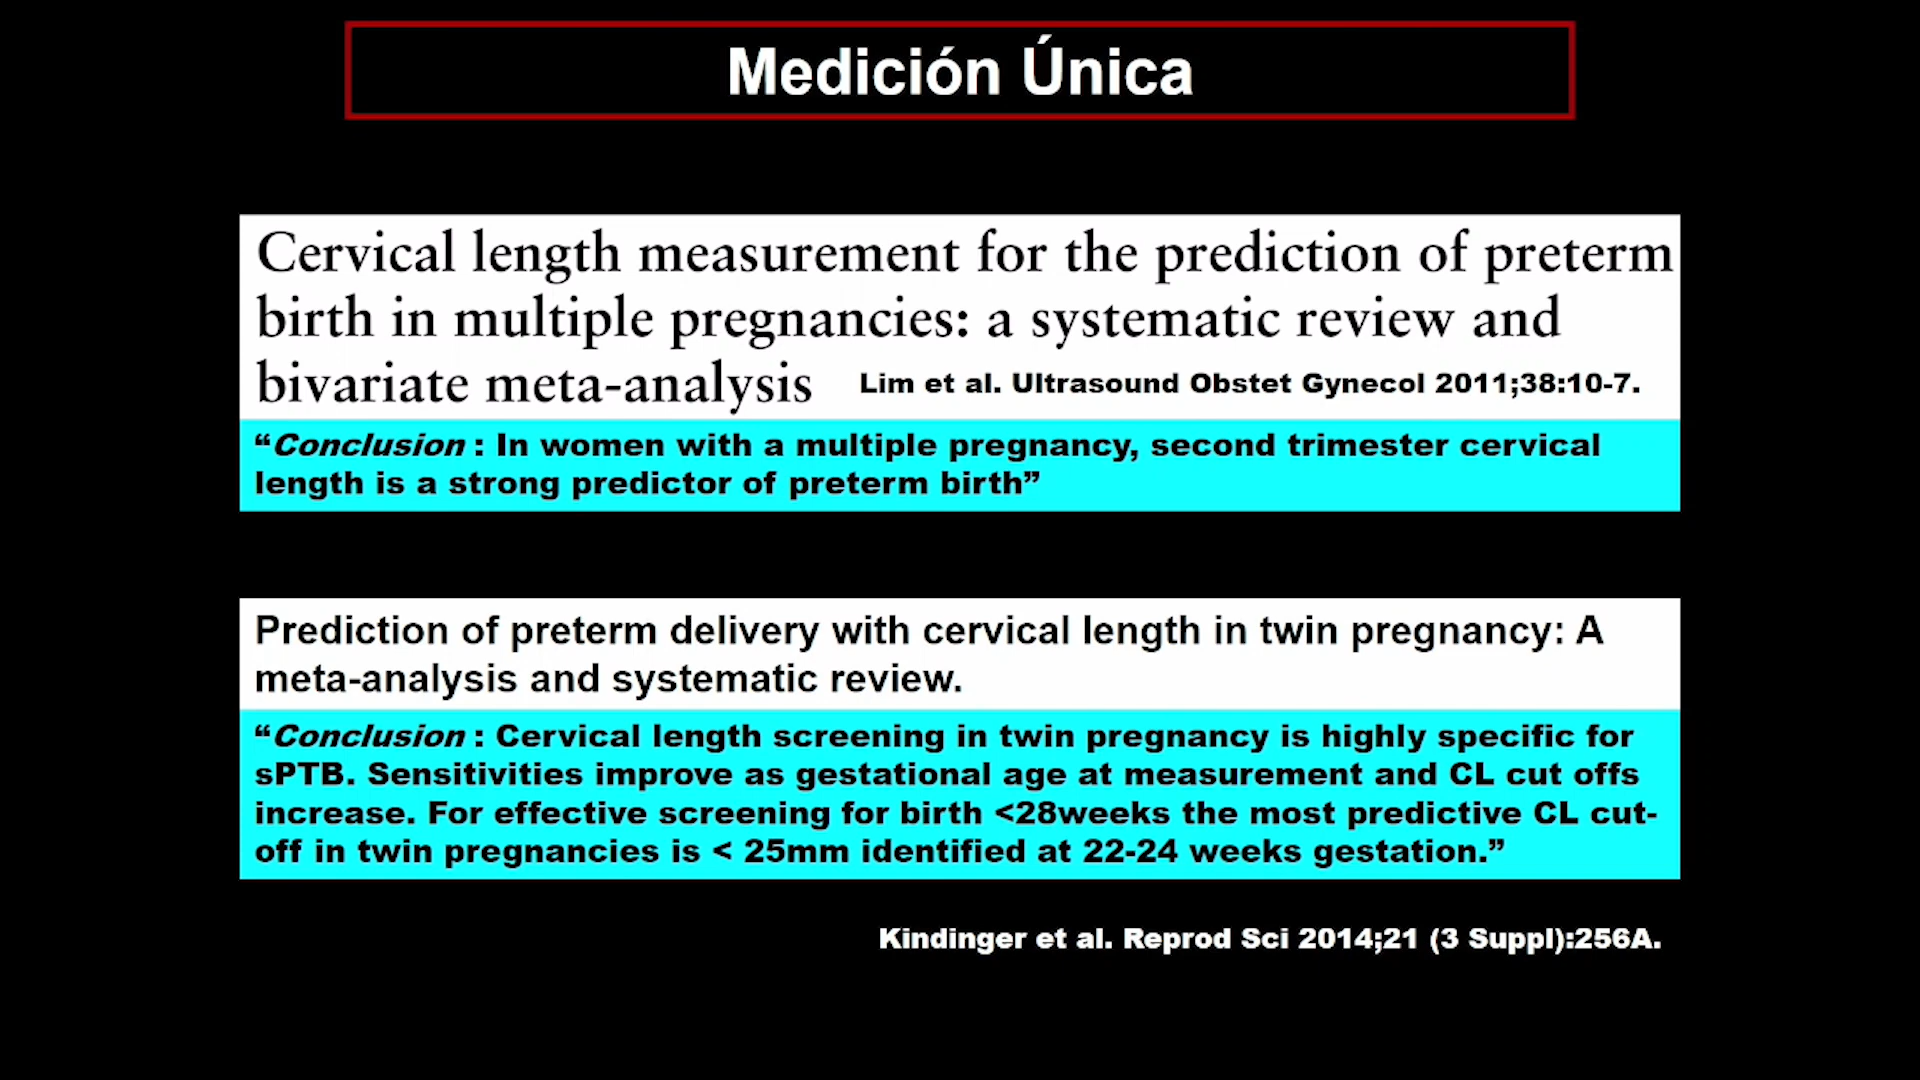 Medición Única
Cervical length measurement for the prediction of preterm
birth in multiple pregnancies: a systematic review and
bivariate meta-analysis Lim et al. Ultrasound Obstet Gynecol 2011;38:10-7.
“Conclusion : In women with a multiple pregnancy, second trimester cervical
length is a strong predictor of preterm birth”
Prediction of preterm delivery with cervical length in twin pregnancy: A
meta-analysis and systematic review.
“Conclusion : Cervical length screening in twin pregnancy is highly specific for
sPTB. Sensitivities improve as gestational age at measurement and CL cut offs
increase. For effective screening for birth <28weeks the most predictive CL cut-
off in twin pregnancies is < 25mm identified at 22-24 weeks gestation.”
Kindinger et al. Reprod Sci 2014;21 (3 Suppl):256A.